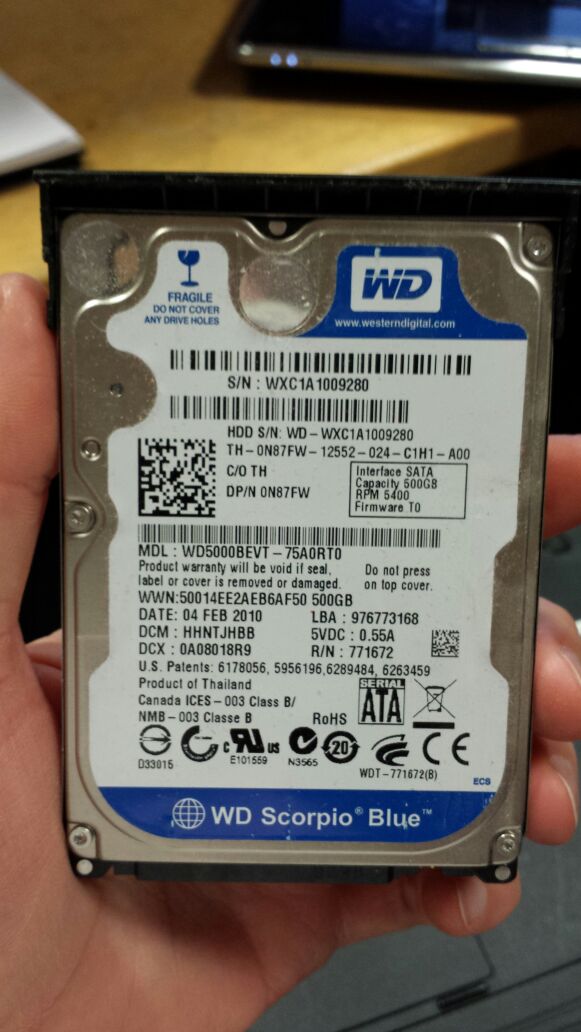 FRAGILE
DO NOT COVER
ANY DRIVE HOLES
WD
www.westerndigital.com
S/N : WXC1A1009280
HDD S/N: WD-WXC1A1009280
TH-0N87FW-12552-024-C1H1-A00
C/O TH
DP/N 0N87FW
Interface SATA
Capacity 500GB
RPM 5400
Firmware T0
MDL : WD5000BEVT-75A0RT0
Product warranty will be void if seal,
label or cover is removed or damaged.
Do not press
on top cover.
WWN:50014EE2AEB6AF50 500GB
DATE: 04 FEB 2010
LBA : 976773168
DCM : HHNTJHBB
5VDC : 0.55A
DCX : 0A08018R9
R/N : 771672
U.S. Patents: 6178056, 5956196,6289484, 6263459
Product of Thailand
Canada ICES-003 Class B/
NMB-003 Classe B
RoHS
SERIAL
ATA
D33015
c RU us
E101559
N3565
20
WDT-771672(B)
CE
ECS
WD Scorpio® Blue™